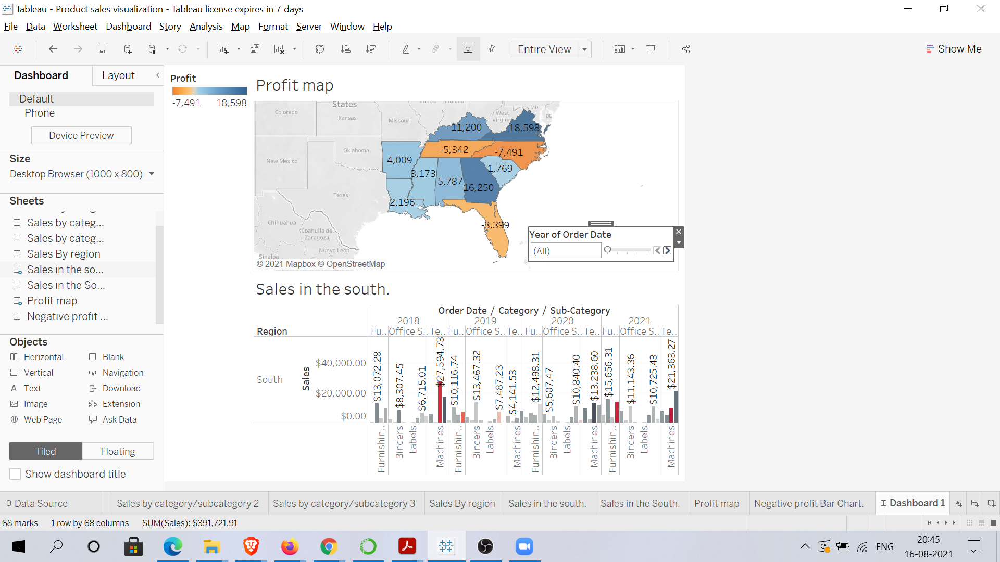 Tableau - Product sales visualization - Tableau license expires in 7 days
File Data Worksheet Dashboard Story Analysis Map Format Server Window Help
Entire View
Show Me
Dashboard
Layout
Default
Phone
Device Preview
Size
Desktop Browser (1000 x 800)
Sheets
Sales by categ...
Sales by categ...
Sales By region
Sales in the so...
Sales in the So...
Profit map
Negative profit ...
Objects
Horizontal Blank
Vertical Navigation
Text Download
Image Extension
Web Page Ask Data
Tiled Floating
Show dashboard title
Profit
-7,491 18,598
Profit map
States
Colorado
Kansas
Missouri
West
Virginia
MD
DE
Oklahoma
New Mexico
Texas
Chihuahua
Coahuila de
Zaragoza
Nuevo León
Sinaloa
11,200
18,598
-5,342
-7,491
4,009
3,173
1,769
5,787
16,250
2,196
-3,399
© 2021 Mapbox © OpenStreetMap
Year of Order Date
(All)
Sales in the south.
Order Date / Category / Sub-Category
2018 2019 2020 2021
Region
Fu.. Office S.. Te.. Fu.. Office S.. Te.. Fu.. Office S.. Te.. Fu.. Office S.. Te..
South
Sales
$40,000.00
$20,000.00
$0.00
$13,072.28
$8,307.45
$6,715.01
$27,594.73
$10,116.74
$13,467.32
$7,487.23
$4,141.53
$12,498.31
$5,607.47
$10,840.40
$13,238.60
$15,656.31
$11,143.36
$10,725.43
$21,363.27
Furnishin..
Binders
Labels
Machines
Furnishin..
Binders
Labels
Machines
Furnishin..
Binders
Labels
Machines
Furnishin..
Binders
Labels
Machines
Data Source
Sales by category/subcategory 2
Sales by category/subcategory 3
Sales By region
Sales in the south.
Sales in the South.
Profit map
Negative profit Bar Chart.
Dashboard 1
68 marks 1 row by 68 columns SUM(Sales): $391,721.91
ENG
20:45
16-08-2021